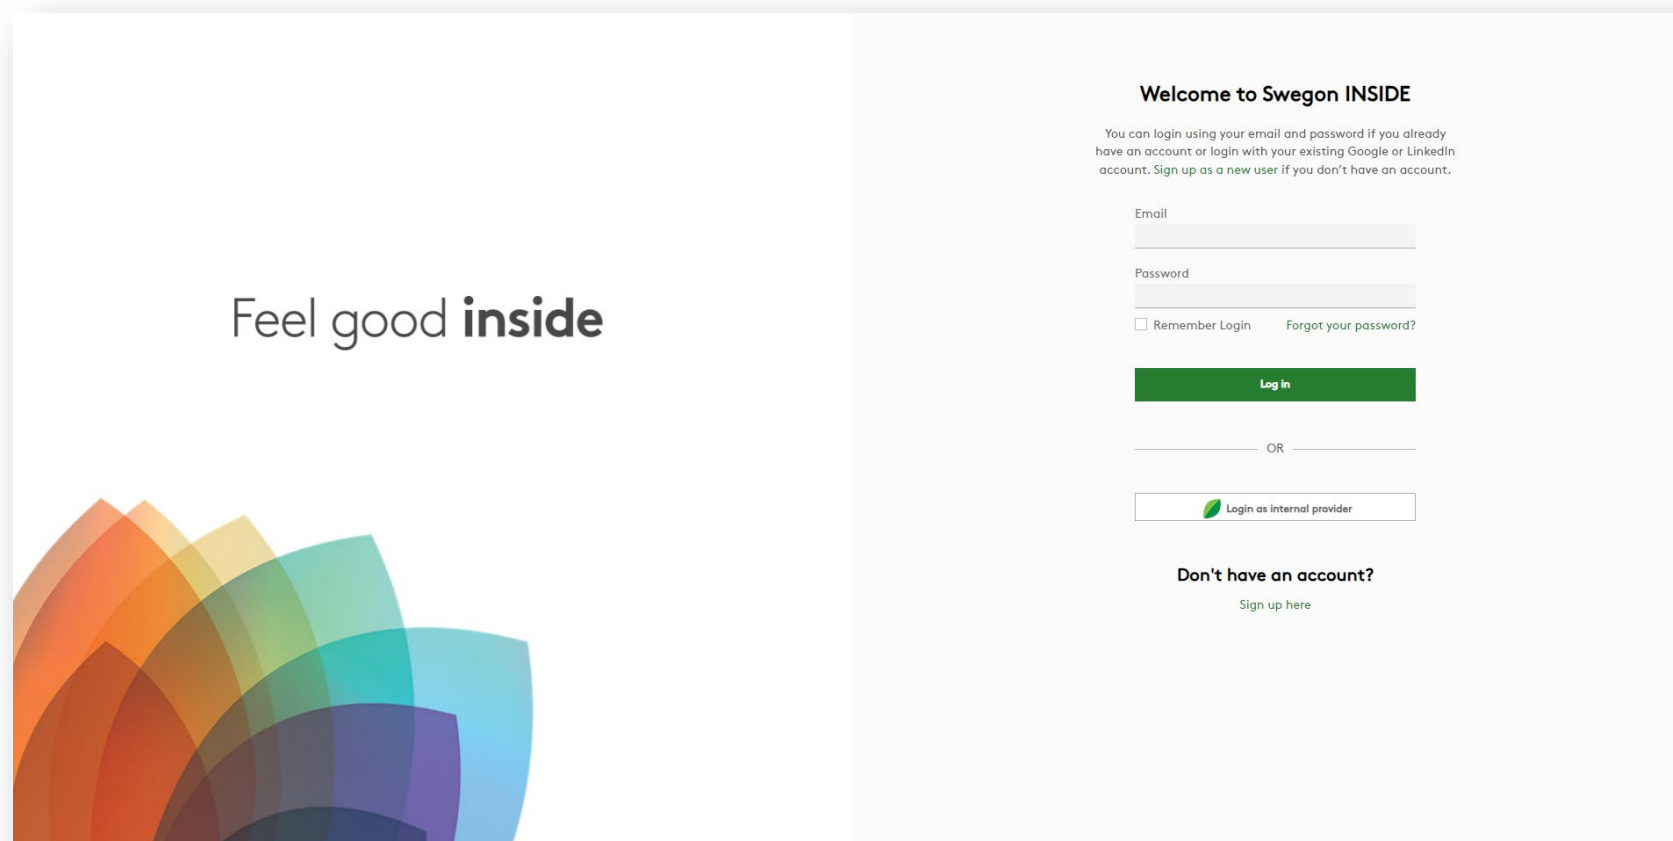 Feel good inside
Welcome to Swegon INSIDE
You can login using your email and password if you already
have an account or login with your existing Google or LinkedIn
account. Sign up as a new user if you don’t have an account.
Email
Password
Remember Login
Forgot your password?
Log in
OR
Login as internal provider
Don't have an account?
Sign up here